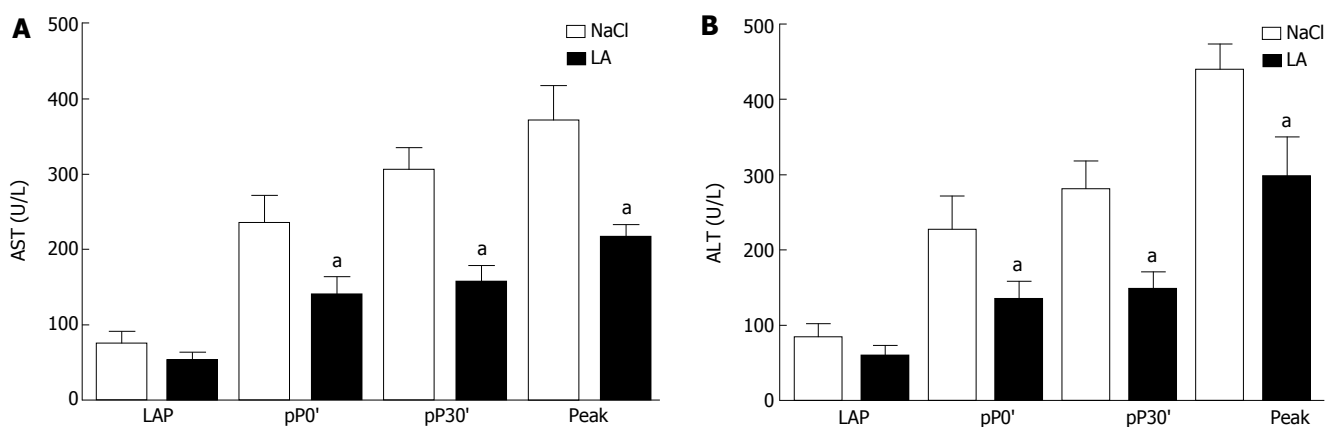 A
500
400
300
200
100
0
AST (U/L)
NaCl
LA
a
a
a
LAP pP0' pP30' Peak
B
500
400
300
200
100
0
ALT (U/L)
NaCl
LA
a
a
a
LAP pP0' pP30' Peak